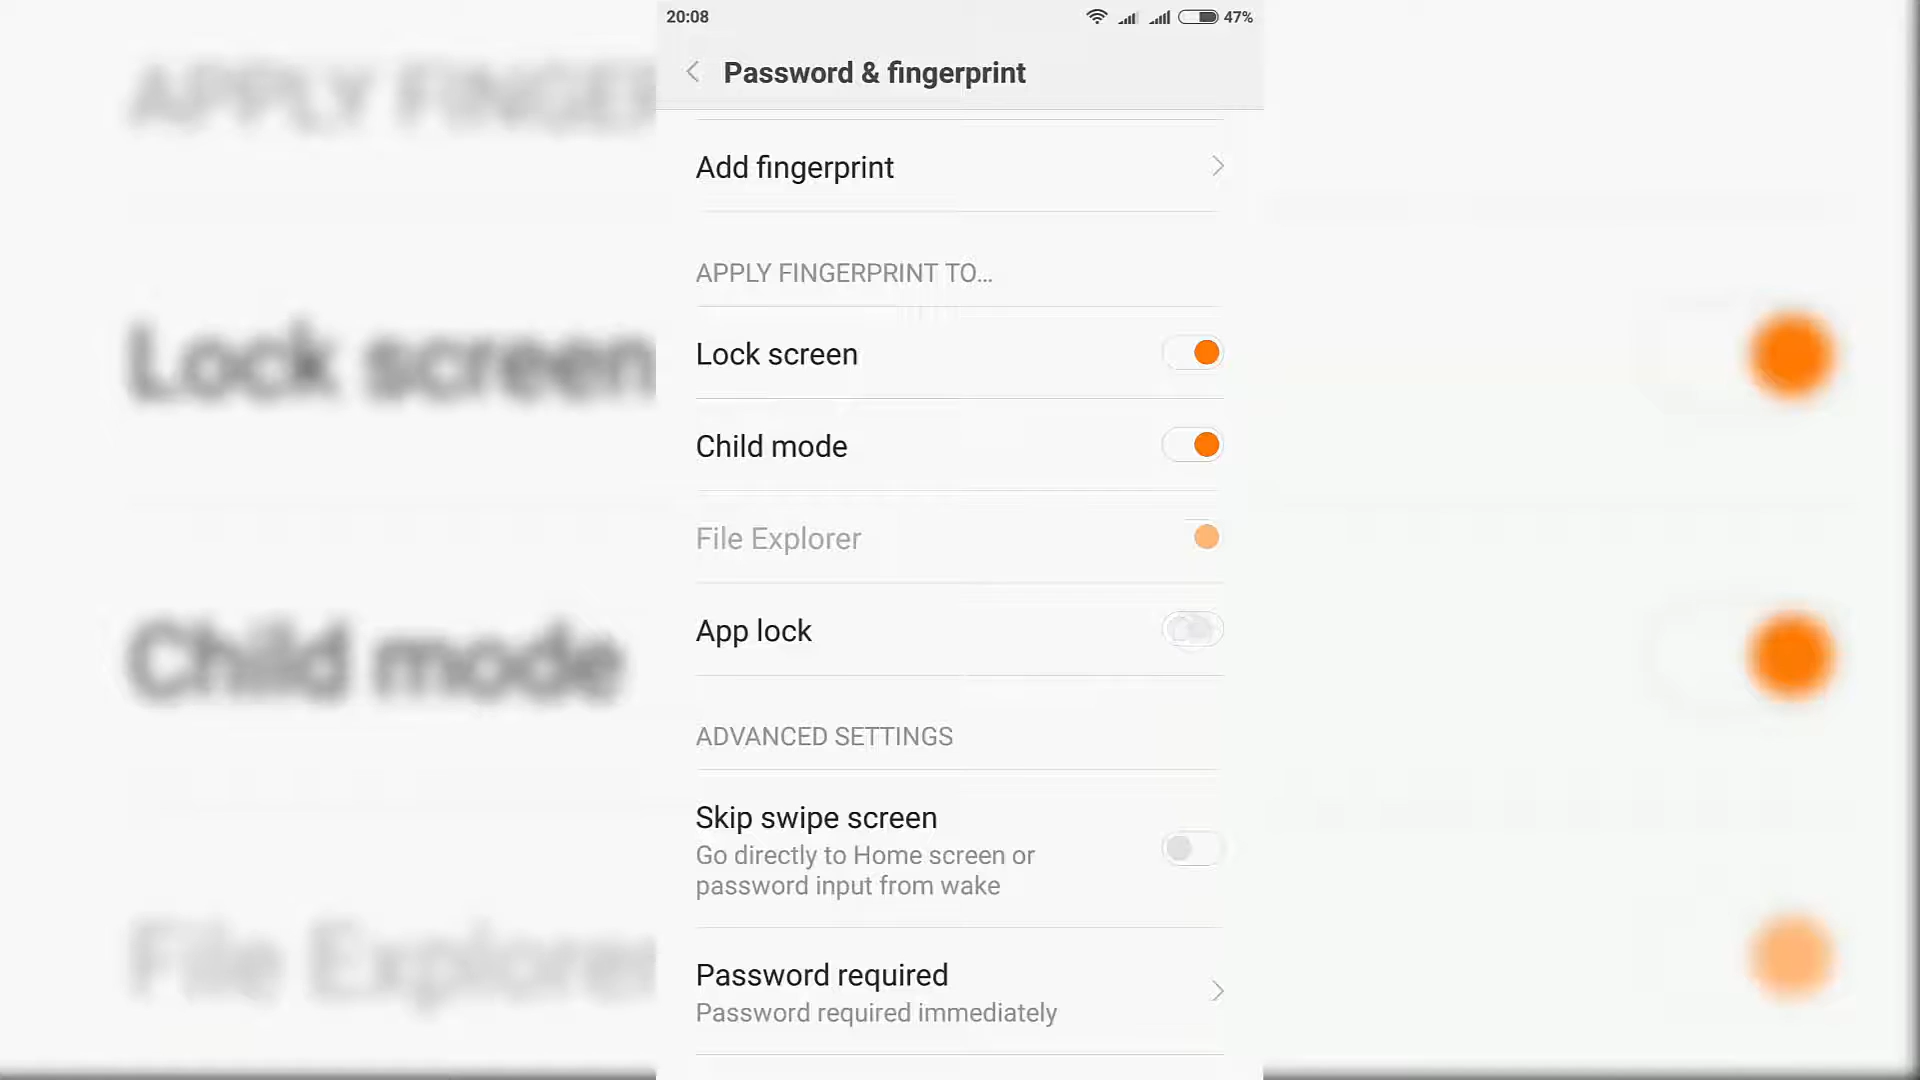 20:08
47%
Password & fingerprint
Add fingerprint
APPLY FINGERPRINT TO...
Lock screen
Child mode
File Explorer
App lock
ADVANCED SETTINGS
Skip swipe screen
Go directly to Home screen or
password input from wake
Password required
Password required immediately
APPLY FINGER
Lock screen
Child mode
File Explorer